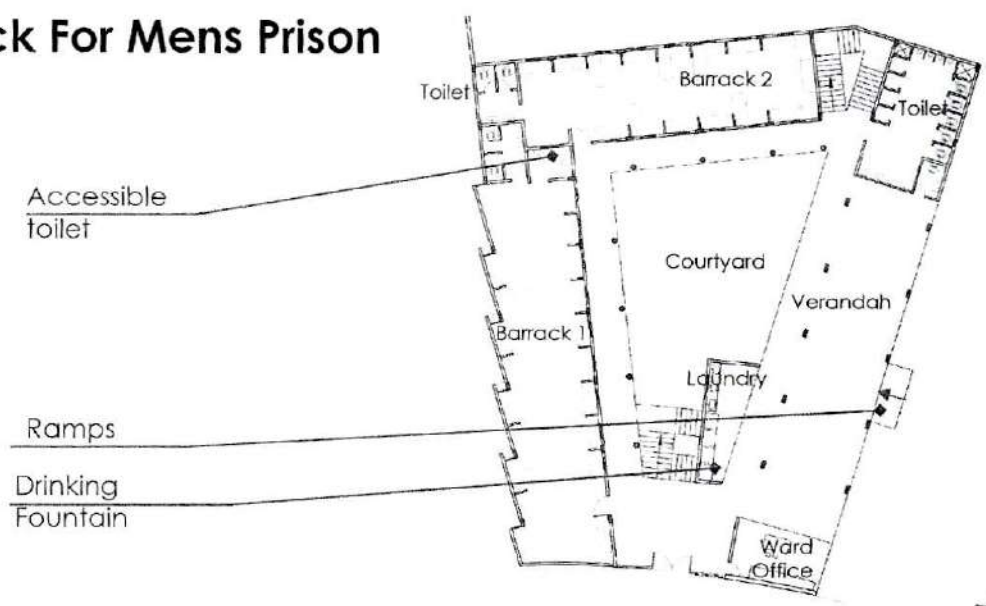 ck For Mens Prison
Toilet
Barrack 2
Toilet
Accessible
toilet
Courtyard
Verandah
Barrack 1
Laundry
Ramps
Drinking
Fountain
Ward
Office